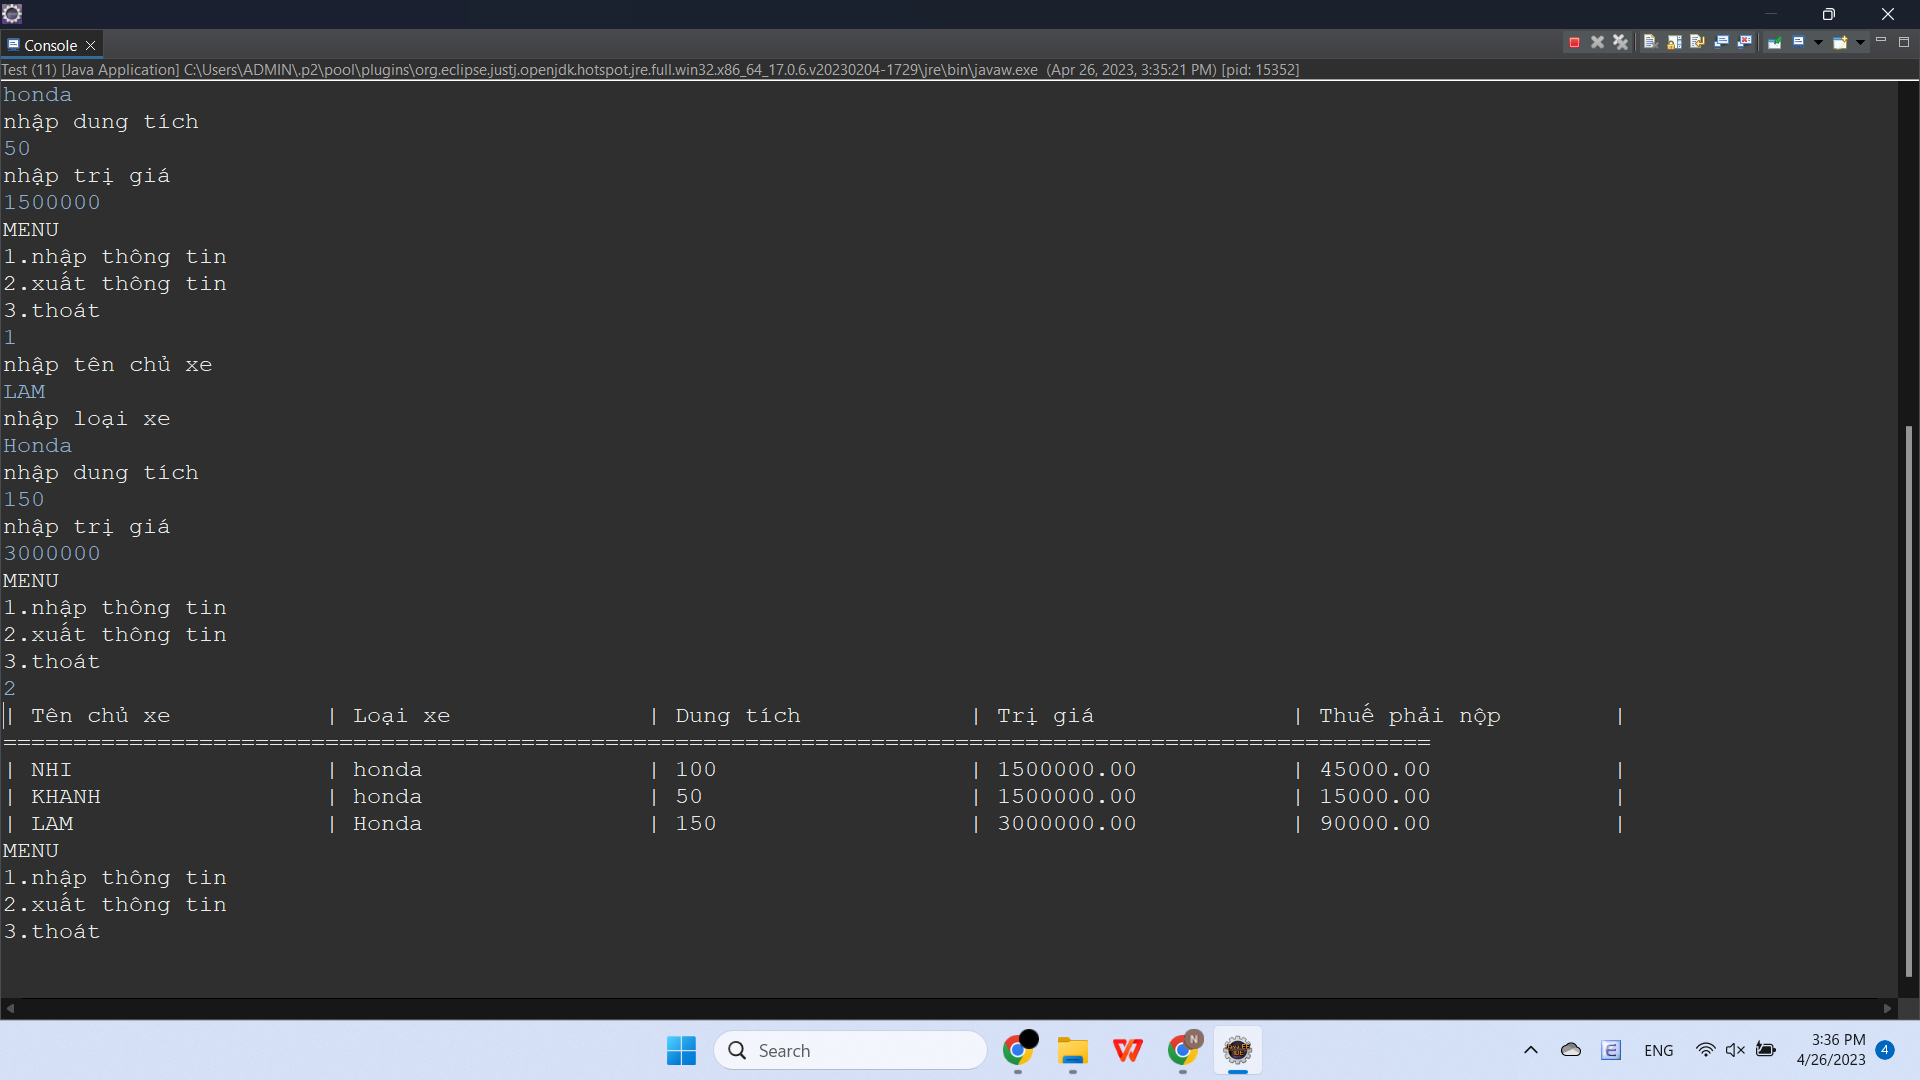 Console
Test (11) [Java Application] C:\Users\ADMIN\.p2\pool\plugins\org.eclipse.justj.openjdk.hotspot.jre.full.win32.x86_64_17.0.6.v20230204-1729\jre\bin\javaw.exe (Apr 26, 2023, 3:35:21 PM) [pid: 15352]
honda
nhập dung tích
50
nhập trị giá
1500000
MENU
1.nhập thông tin
2.xuất thông tin
3.thoát
1
nhập tên chủ xe
LAM
nhập loại xe
Honda
nhập dung tích
150
nhập trị giá
3000000
MENU
1.nhập thông tin
2.xuất thông tin
3.thoát
2
| Tên chủ xe | Loại xe | Dung tích | Trị giá | Thuế phải nộp |
======================================================================================================
| NHI | honda | 100 | 1500000.00 | 45000.00 |
| KHANH | honda | 50 | 1500000.00 | 15000.00 |
| LAM | Honda | 150 | 3000000.00 | 90000.00 |
MENU
1.nhập thông tin
2.xuất thông tin
3.thoát
Search
N
ENG
3:36 PM
4/26/2023
4